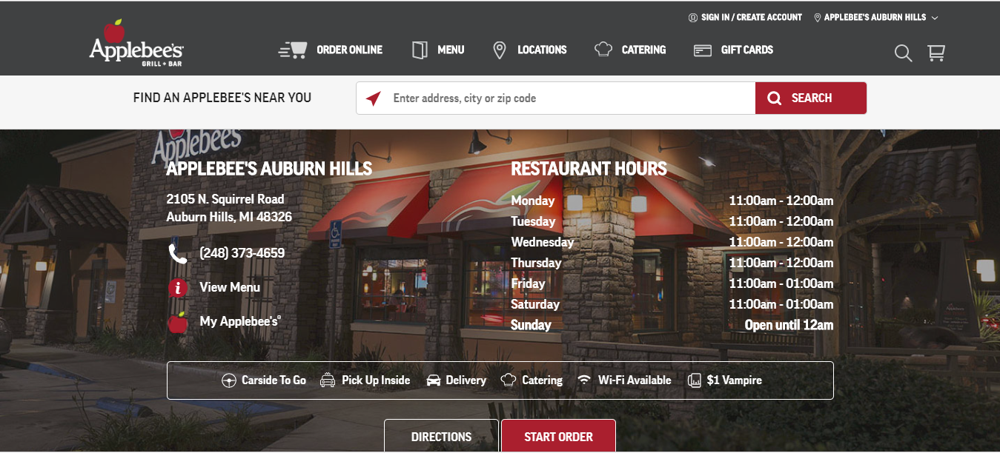 SIGN IN / CREATE ACCOUNT
APPLEBEE'S AUBURN HILLS
Applebee's
GRILL + BAR
ORDER ONLINE
MENU
LOCATIONS
CATERING
GIFT CARDS
FIND AN APPLEBEE'S NEAR YOU
Enter address, city or zip code
SEARCH
Applebee's
APPLEBEE'S AUBURN HILLS
2105 N. Squirrel Road
Auburn Hills, MI 48326
(248) 373-4659
View Menu
My Applebee's®
RESTAURANT HOURS
Monday 11:00am - 12:00am
Tuesday 11:00am - 12:00am
Wednesday 11:00am - 12:00am
Thursday 11:00am - 12:00am
Friday 11:00am - 01:00am
Saturday 11:00am - 01:00am
Sunday Open until 12am
Carside To Go
Pick Up Inside
Delivery
Catering
Wi-Fi Available
$1 Vampire
DIRECTIONS
START ORDER